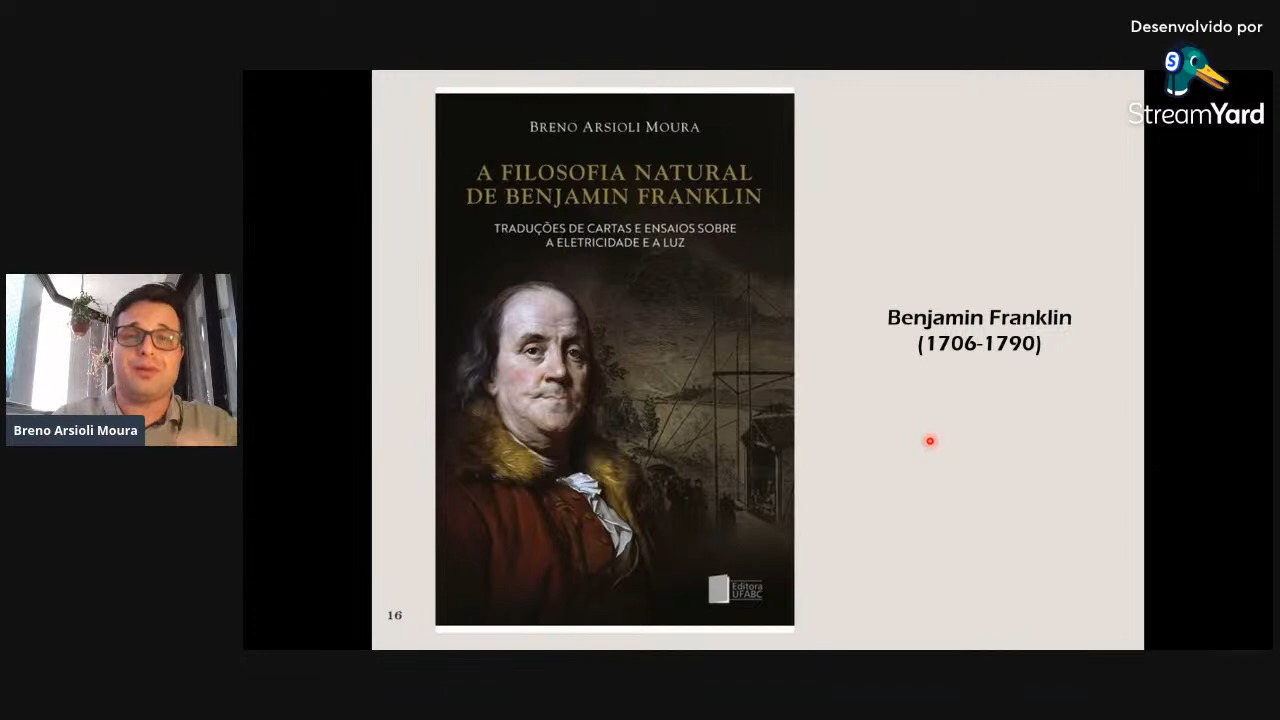 Desenvolvido por
StreamYard
BRENO ARSIOLI MOURA
A FILOSOFIA NATURAL
DE BENJAMIN FRANKLIN
TRADUÇÕES DE CARTAS E ENSAIOS SOBRE
A ELETRICIDADE E A LUZ
Benjamin Franklin
(1706-1790)
Breno Arsioli Moura
Editora
UFABC
16